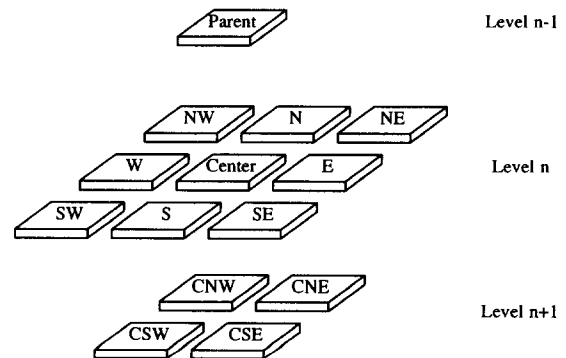 Parent Level n-1
NW N NE
W Center E Level n
SW S SE
CNW CNE
CSW CSE Level n+1